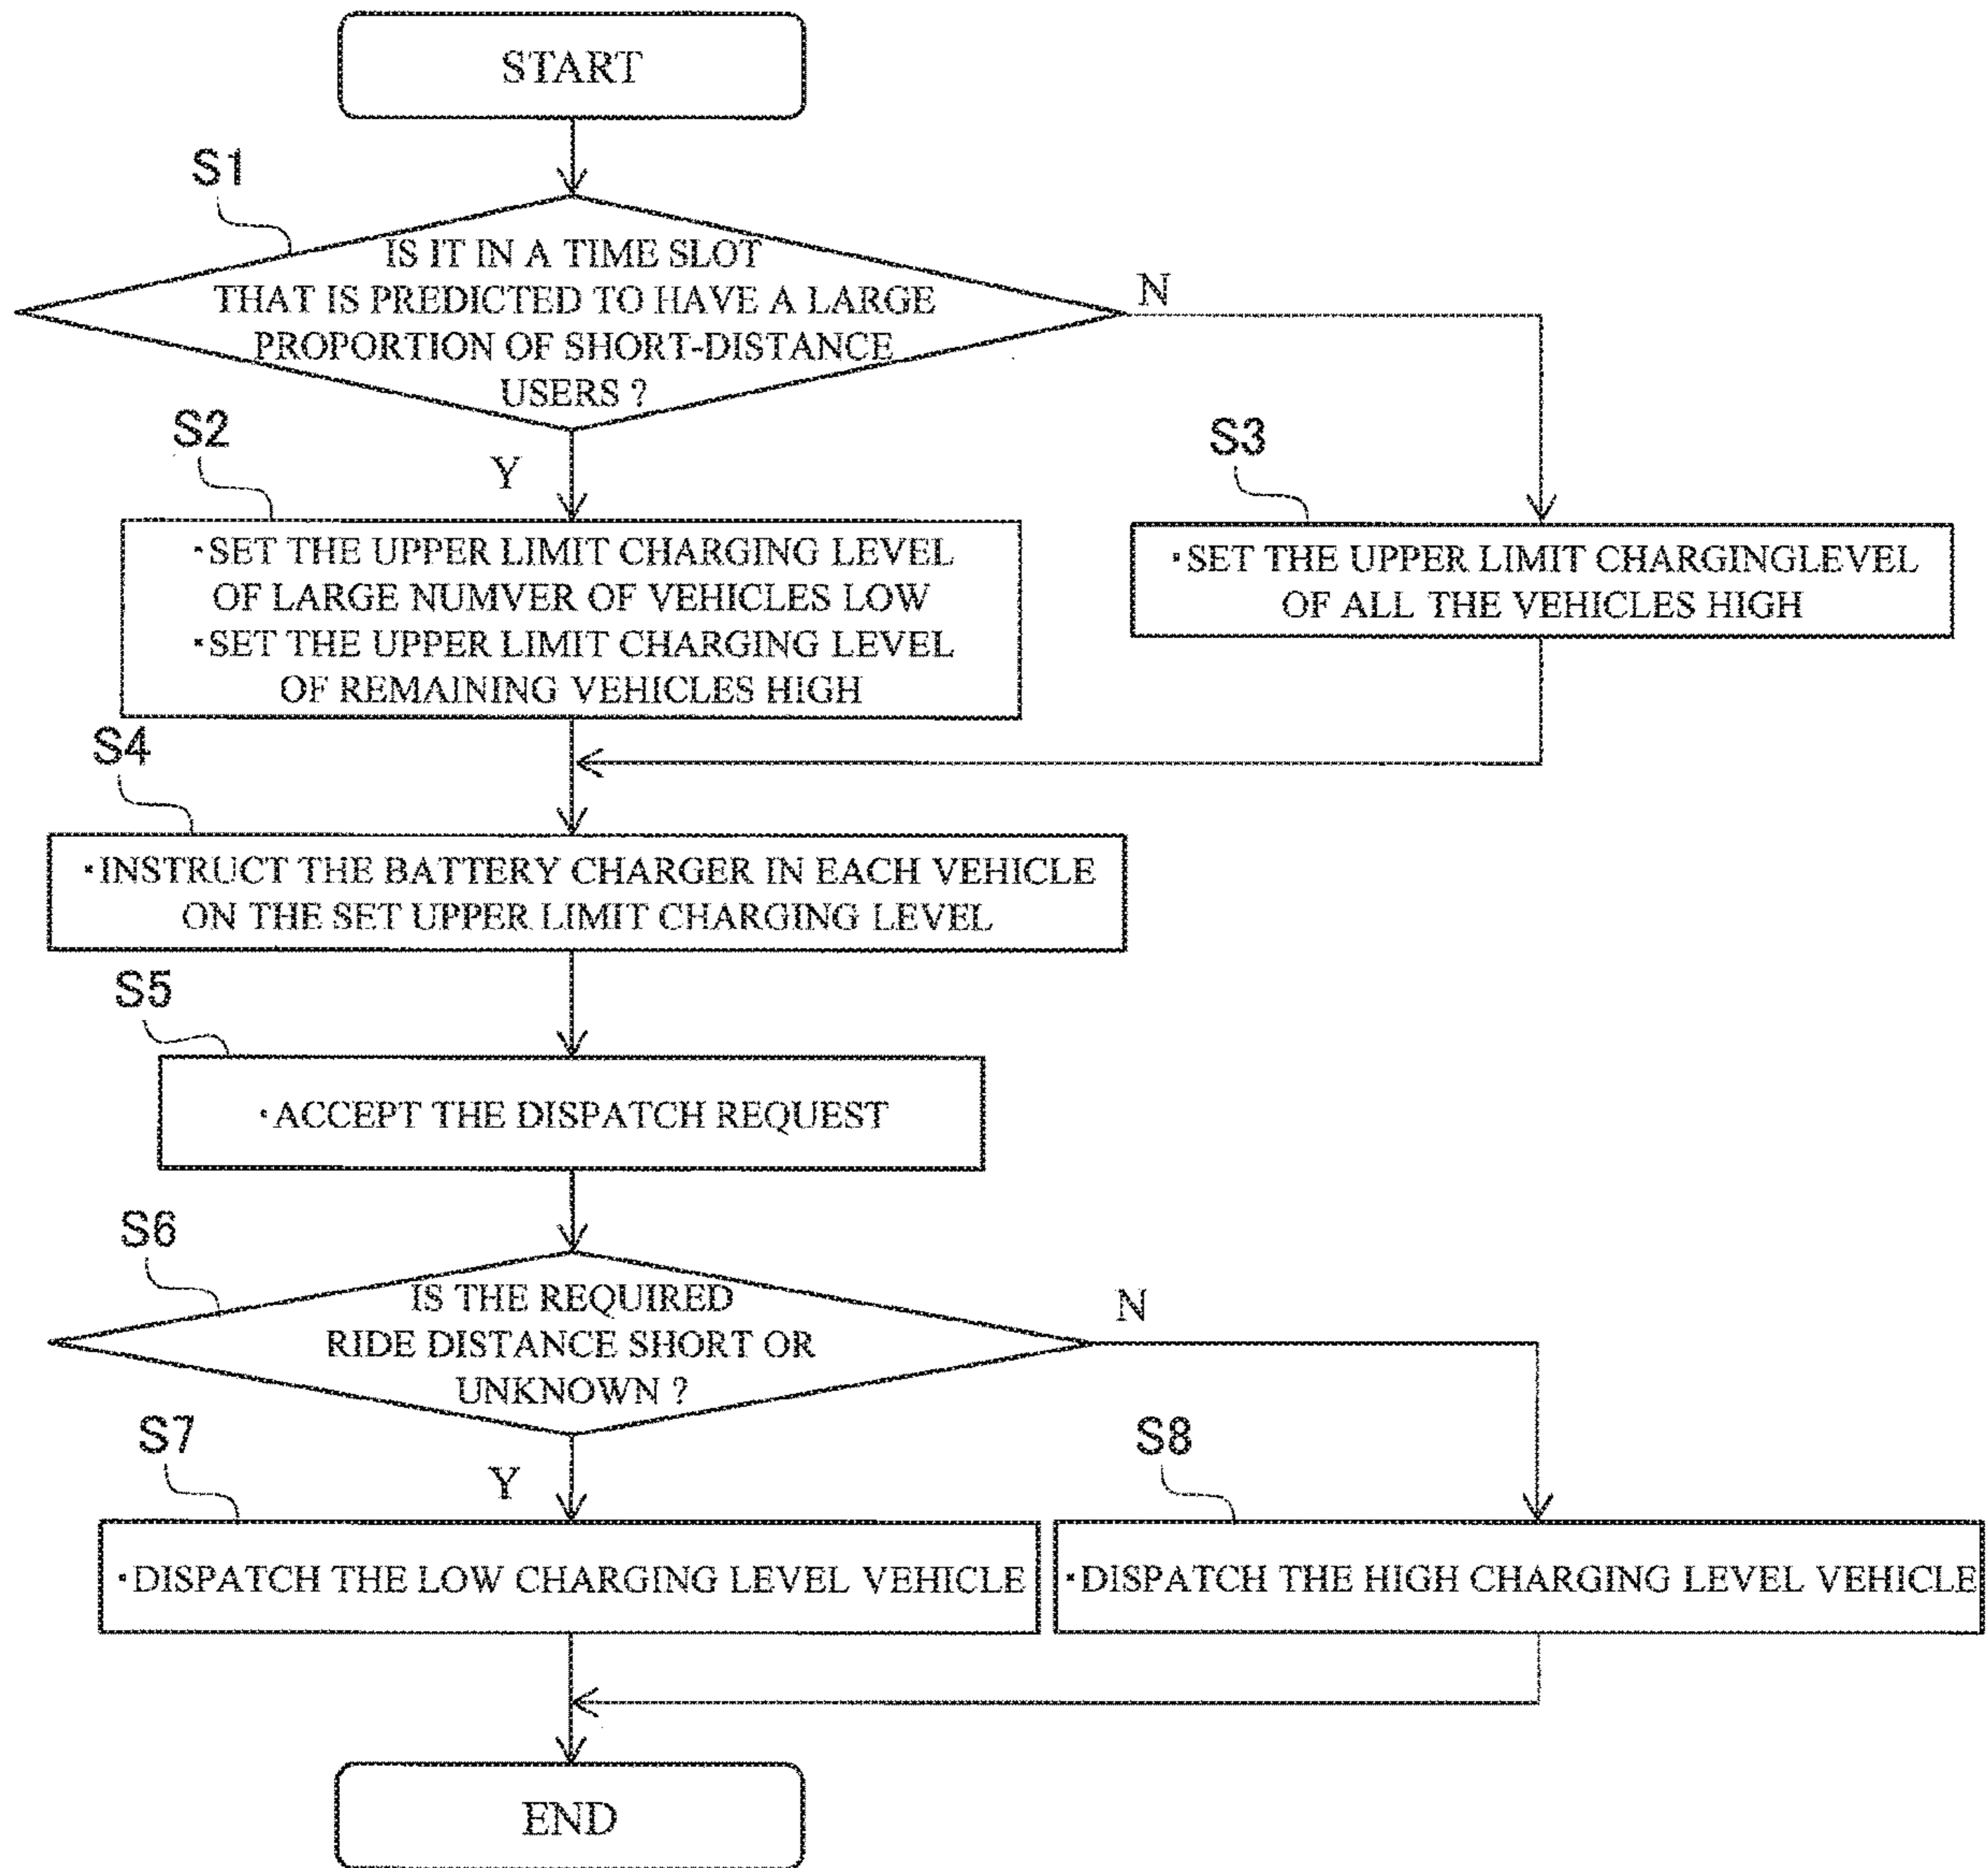 START
S1
IS IT IN A TIME SLOT
THAT IS PREDICTED TO HAVE A LARGE
PROPORTION OF SHORT-DISTANCE
USERS ?
N
Y
S2
・SET THE UPPER LIMIT CHARGING LEVEL
OF LARGE NUMVER OF VEHICLES LOW
・SET THE UPPER LIMIT CHARGING LEVEL
OF REMAINING VEHICLES HIGH
S3
・SET THE UPPER LIMIT CHARGINGLEVEL
OF ALL THE VEHICLES HIGH
S4
・INSTRUCT THE BATTERY CHARGER IN EACH VEHICLE
ON THE SET UPPER LIMIT CHARGING LEVEL
S5
・ACCEPT THE DISPATCH REQUEST
S6
IS THE REQUIRED
RIDE DISTANCE SHORT OR
UNKNOWN ?
N
Y
S7
・DISPATCH THE LOW CHARGING LEVEL VEHICLE
S8
・DISPATCH THE HIGH CHARGING LEVEL VEHICLE
END